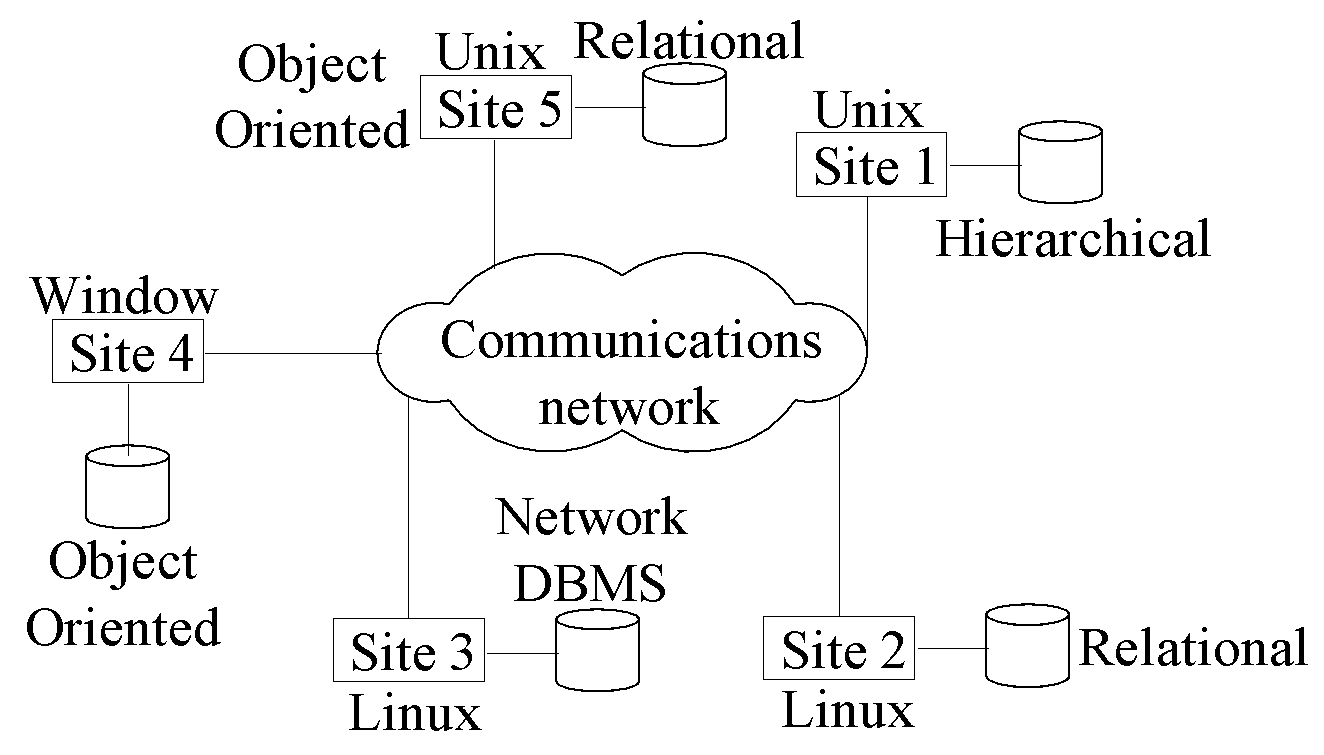 Object
Oriented
Unix
Site 5
Relational
Unix
Site 1
Hierarchical
Window
Site 4
Object
Oriented
Communications
network
Network
DBMS
Site 3
Linux
Site 2
Linux
Relational